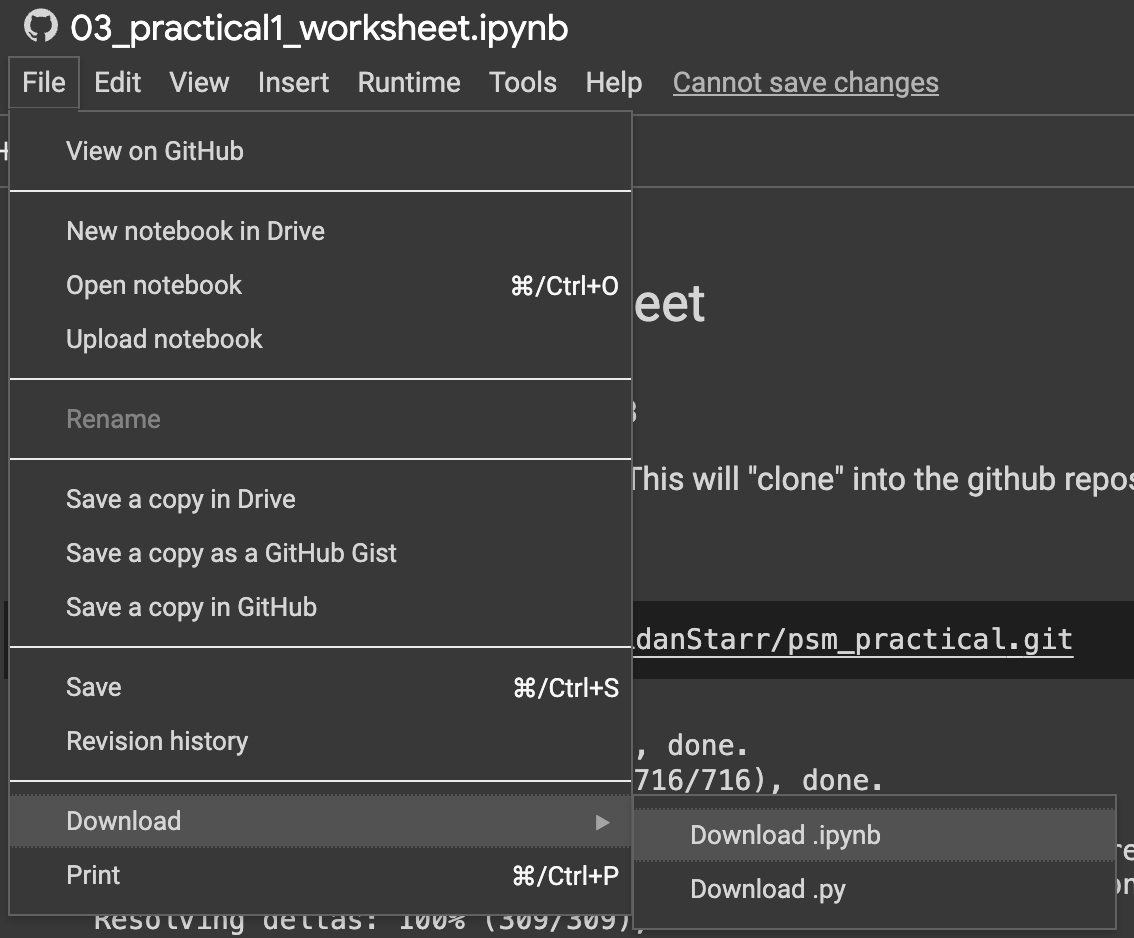 03_practical1_worksheet.ipynb
File Edit View Insert Runtime Tools Help Cannot save changes
View on GitHub
New notebook in Drive
Open notebook ⌘/Ctrl+O
Upload notebook
eet
Rename
Save a copy in Drive
This will "clone" into the github repos
Save a copy as a GitHub Gist
Save a copy in GitHub
danStarr/psm_practical.git
Save ⌘/Ctrl+S
Revision history
, done.
716/716), done.
Download ▶
Download .ipynb
Print ⌘/Ctrl+P
Download .py
Resolving deltas: 100% (309/309),